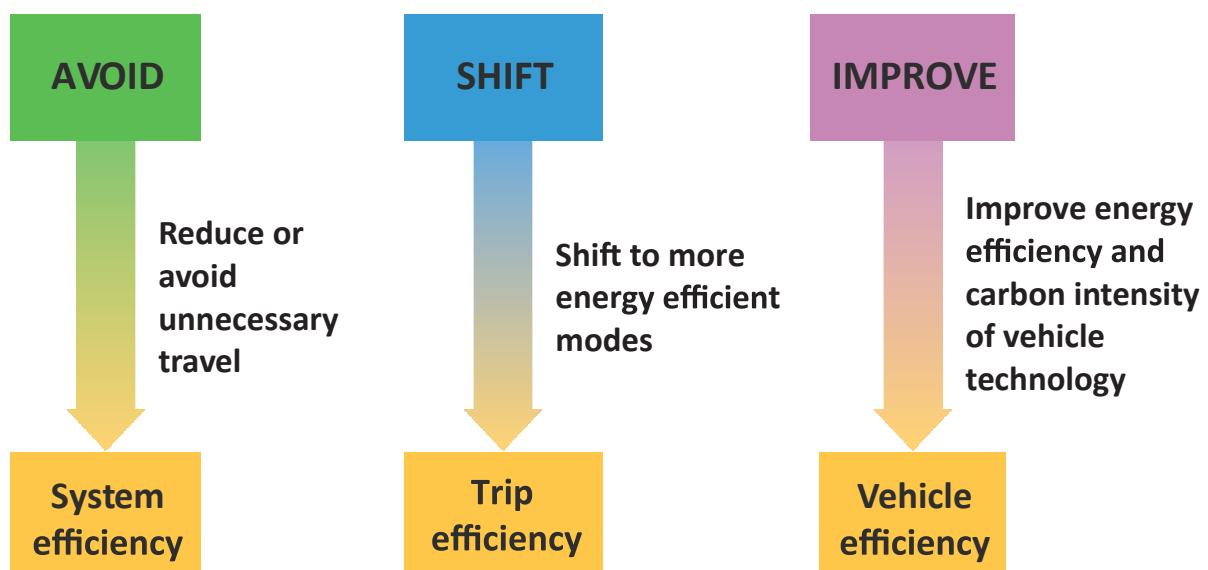 AVOID
Reduce or
avoid
unnecessary
travel
System
efficiency
SHIFT
Shift to more
energy efficient
modes
Trip
efficiency
IMPROVE
Improve energy
efficiency and
carbon intensity
of vehicle
technology
Vehicle
efficiency